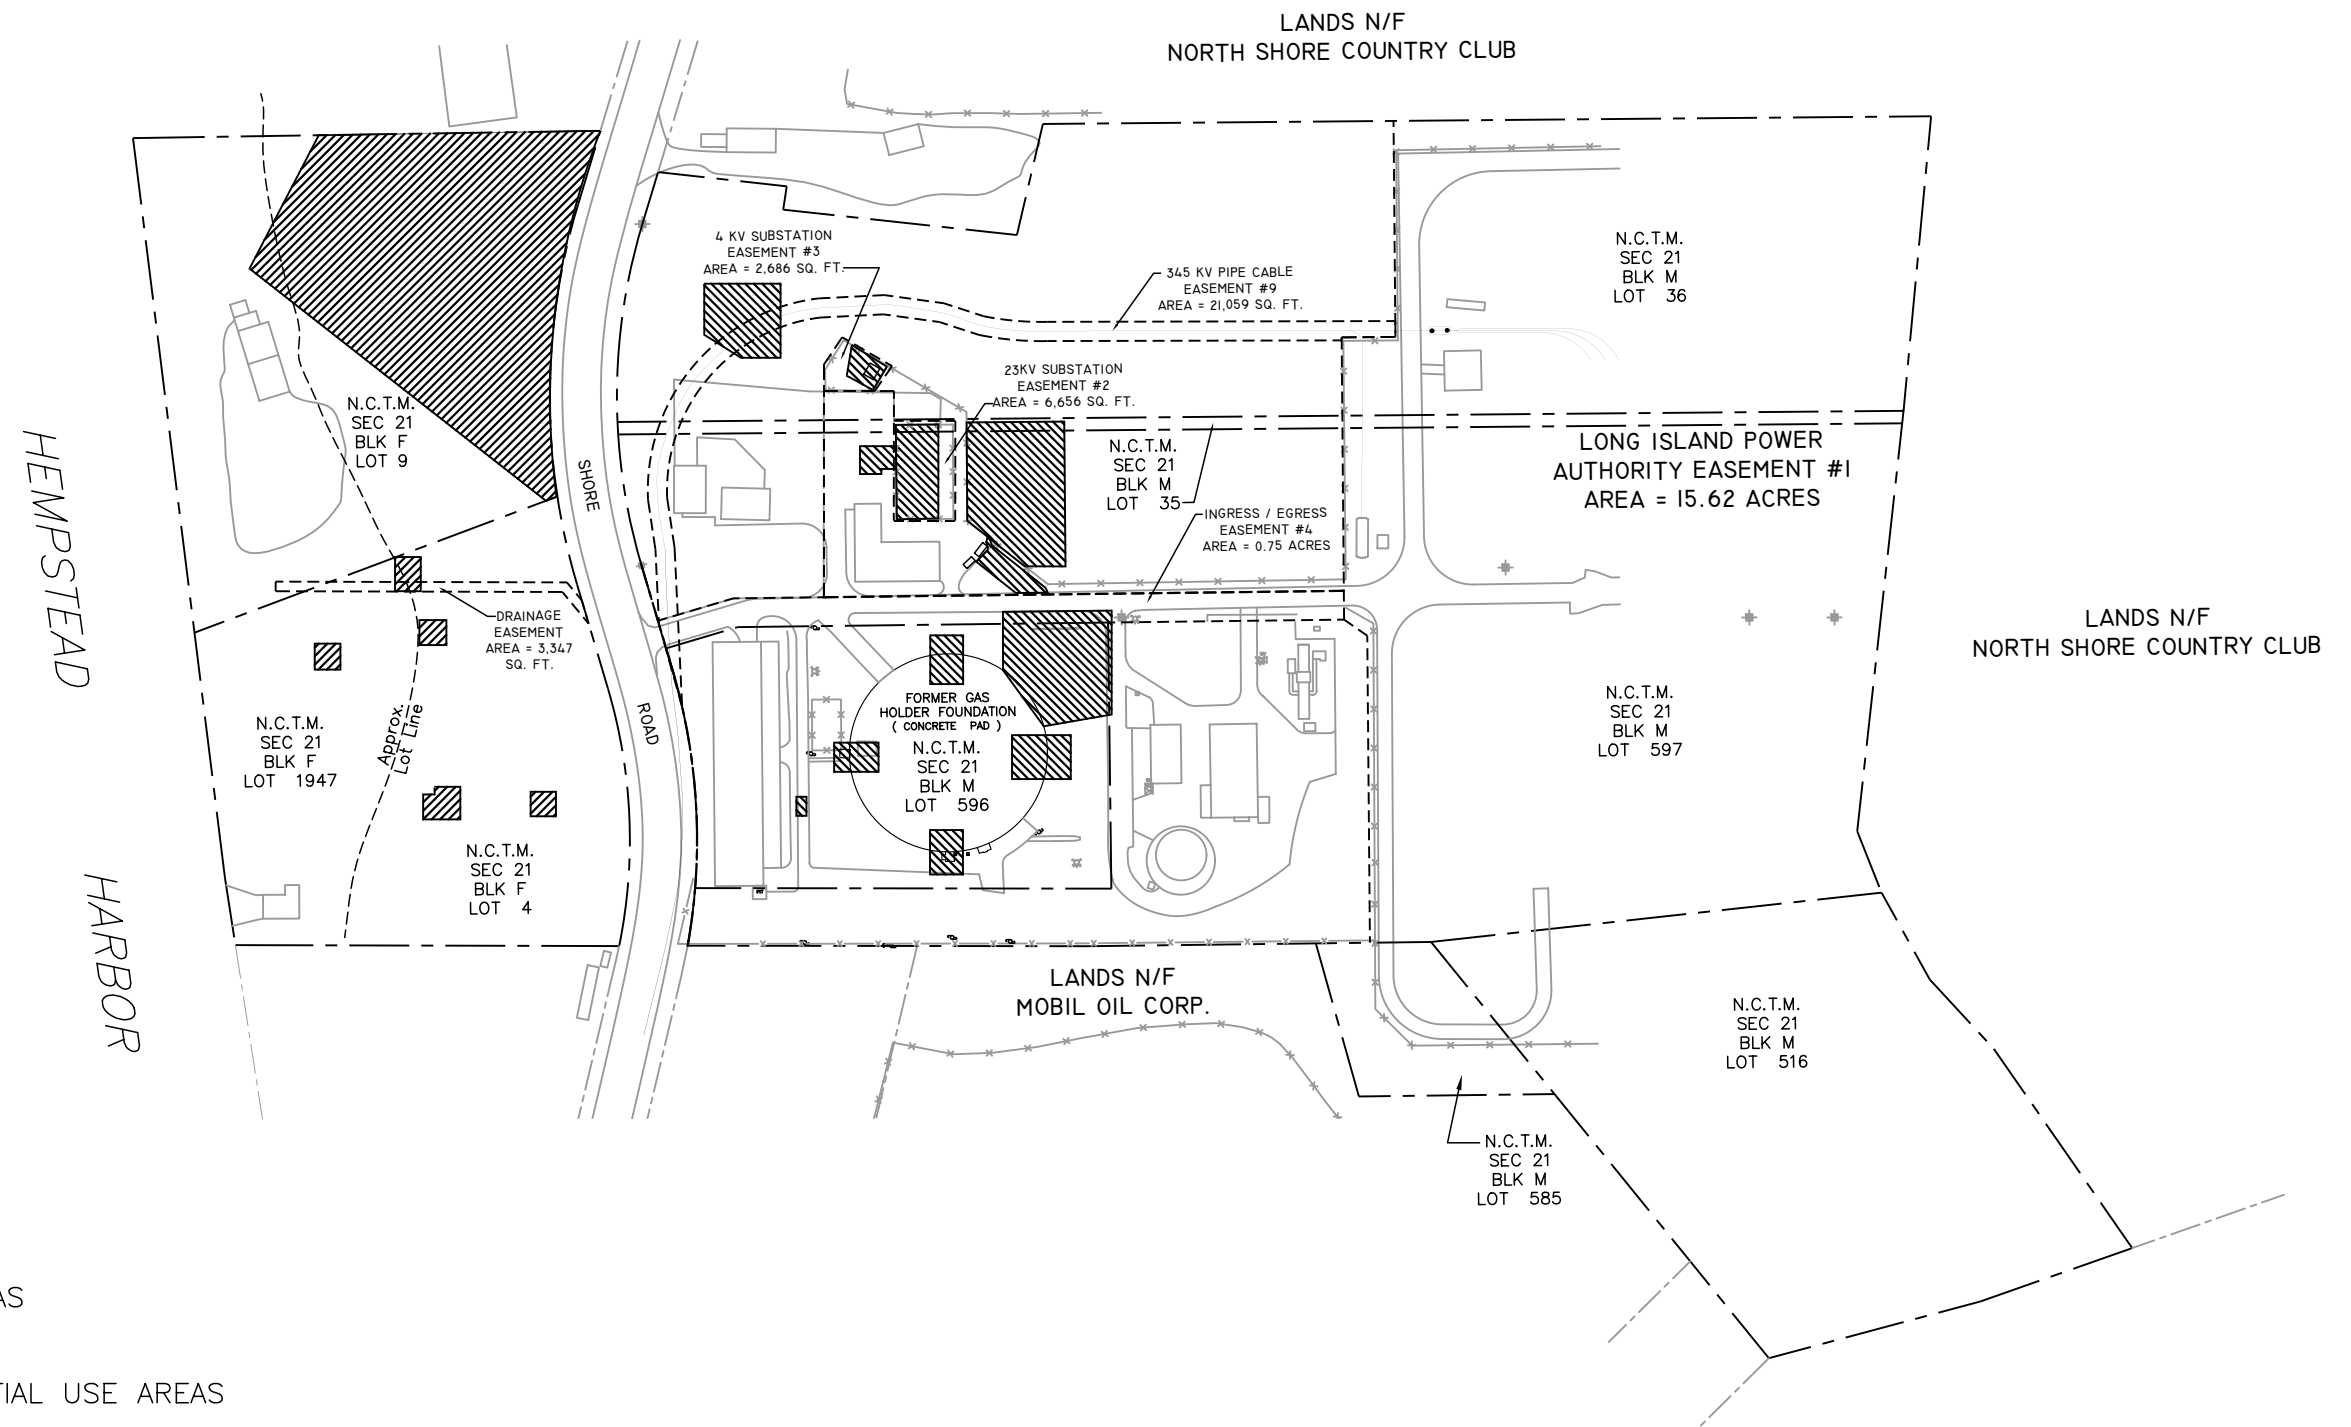 LANDS N/F
NORTH SHORE COUNTRY CLUB
4 KV SUBSTATION
EASEMENT #3
AREA = 2,686 SQ. FT.
345 KV PIPE CABLE
EASEMENT #9
AREA = 21,059 SQ. FT.
N.C.T.M.
SEC 21
BLK M
LOT 36
23KV SUBSTATION
EASEMENT #2
AREA = 6,656 SQ. FT.
N.C.T.M.
SEC 21
BLK F
LOT 9
N.C.T.M.
SEC 21
BLK M
LOT 35
LONG ISLAND POWER
AUTHORITY EASEMENT #1
AREA = 15.62 ACRES
HEMPSTEAD
HARBOR
SHORE
ROAD
INGRESS / EGRESS
EASEMENT #4
AREA = 0.75 ACRES
DRAINAGE
EASEMENT
AREA = 3,347
SQ. FT.
LANDS N/F
NORTH SHORE COUNTRY CLUB
FORMER GAS
HOLDER FOUNDATION
( CONCRETE PAD )
N.C.T.M.
SEC 21
BLK M
LOT 596
N.C.T.M.
SEC 21
BLK M
LOT 597
N.C.T.M.
SEC 21
BLK F
LOT 1947
Approx.
Lot Line
N.C.T.M.
SEC 21
BLK F
LOT 4
LANDS N/F
MOBIL OIL CORP.
N.C.T.M.
SEC 21
BLK M
LOT 516
N.C.T.M.
SEC 21
BLK M
LOT 585
AS
TIAL USE AREAS